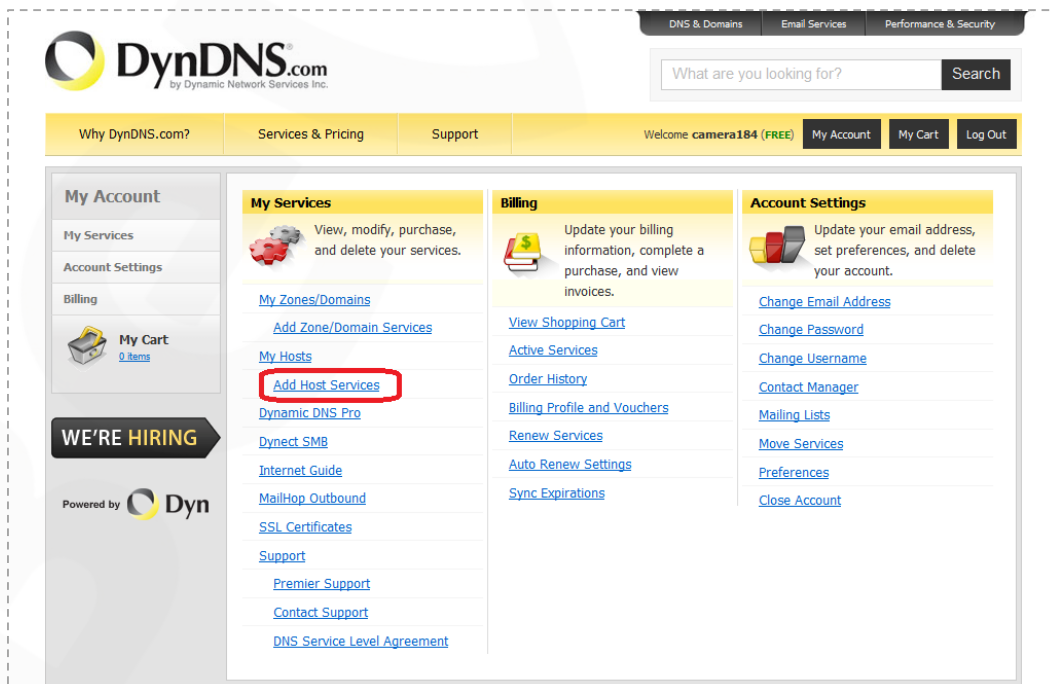 DNS & Domains
Email Services
Performance & Security
DynDNS.com
by Dynamic Network Services Inc.
What are you looking for?
Search
Why DynDNS.com?
Services & Pricing
Support
Welcome camera184 (FREE)
My Account
My Cart
Log Out
My Account
My Services
Account Settings
Billing
My Cart
0 items
WE'RE HIRING
Powered by Dyn
My Services
View, modify, purchase,
and delete your services.
My Zones/Domains
Add Zone/Domain Services
My Hosts
Add Host Services
Dynamic DNS Pro
Dynect SMB
Internet Guide
MailHop Outbound
SSL Certificates
Support
Premier Support
Contact Support
DNS Service Level Agreement
Billing
Update your billing
information, complete a
purchase, and view
invoices.
View Shopping Cart
Active Services
Order History
Billing Profile and Vouchers
Renew Services
Auto Renew Settings
Sync Expirations
Account Settings
Update your email address,
set preferences, and delete
your account.
Change Email Address
Change Password
Change Username
Contact Manager
Mailing Lists
Move Services
Preferences
Close Account